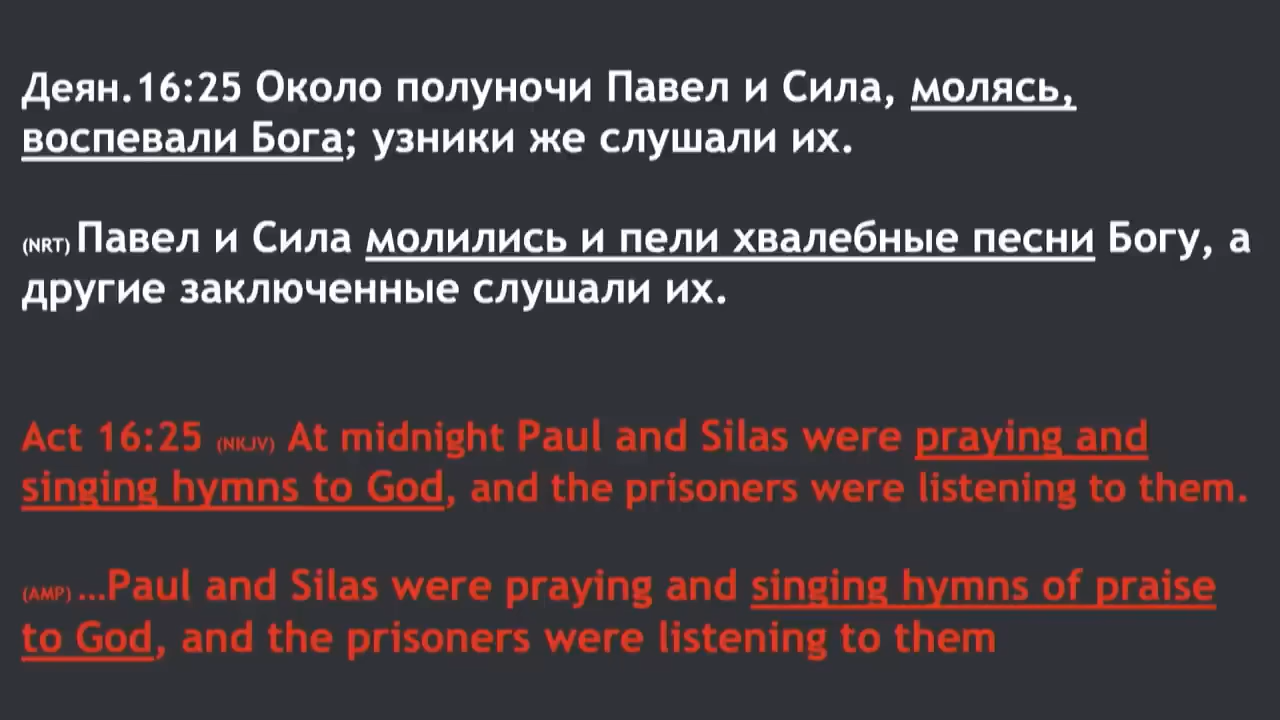 Деян.16:25 Около полуночи Павел и Сила, молясь,
воспевали Бога; узники же слушали их.
(NRT) Павел и Сила молились и пели хвалебные песни Богу, а
другие заключенные слушали их.
Act 16:25 (NKJV) At midnight Paul and Silas were praying and
singing hymns to God, and the prisoners were listening to them.
(AMP) ...Paul and Silas were praying and singing hymns of praise
to God, and the prisoners were listening to them